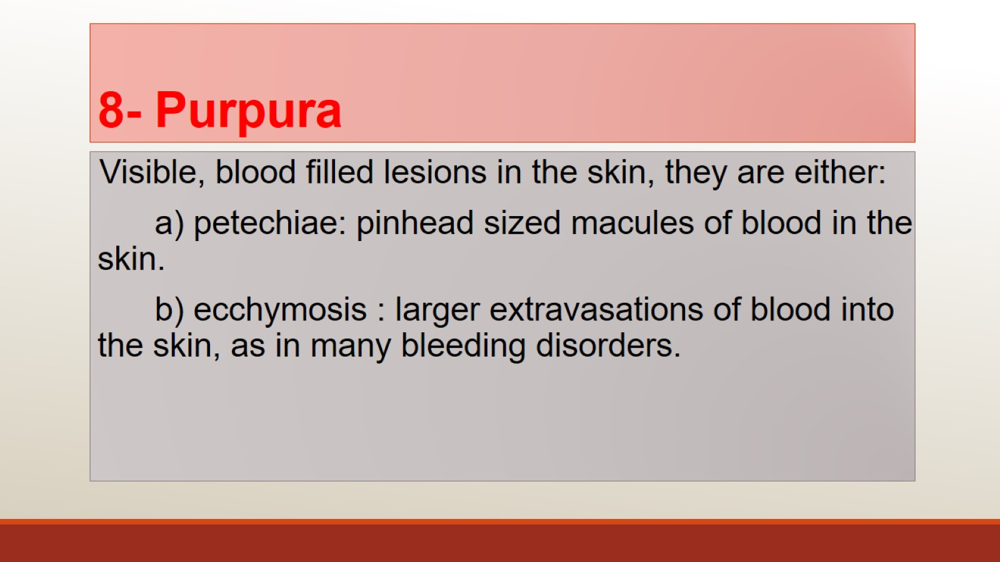 8- Purpura
Visible, blood filled lesions in the skin, they are either:
a) petechiae: pinhead sized macules of blood in the
skin.
b) ecchymosis : larger extravasations of blood into
the skin, as in many bleeding disorders.